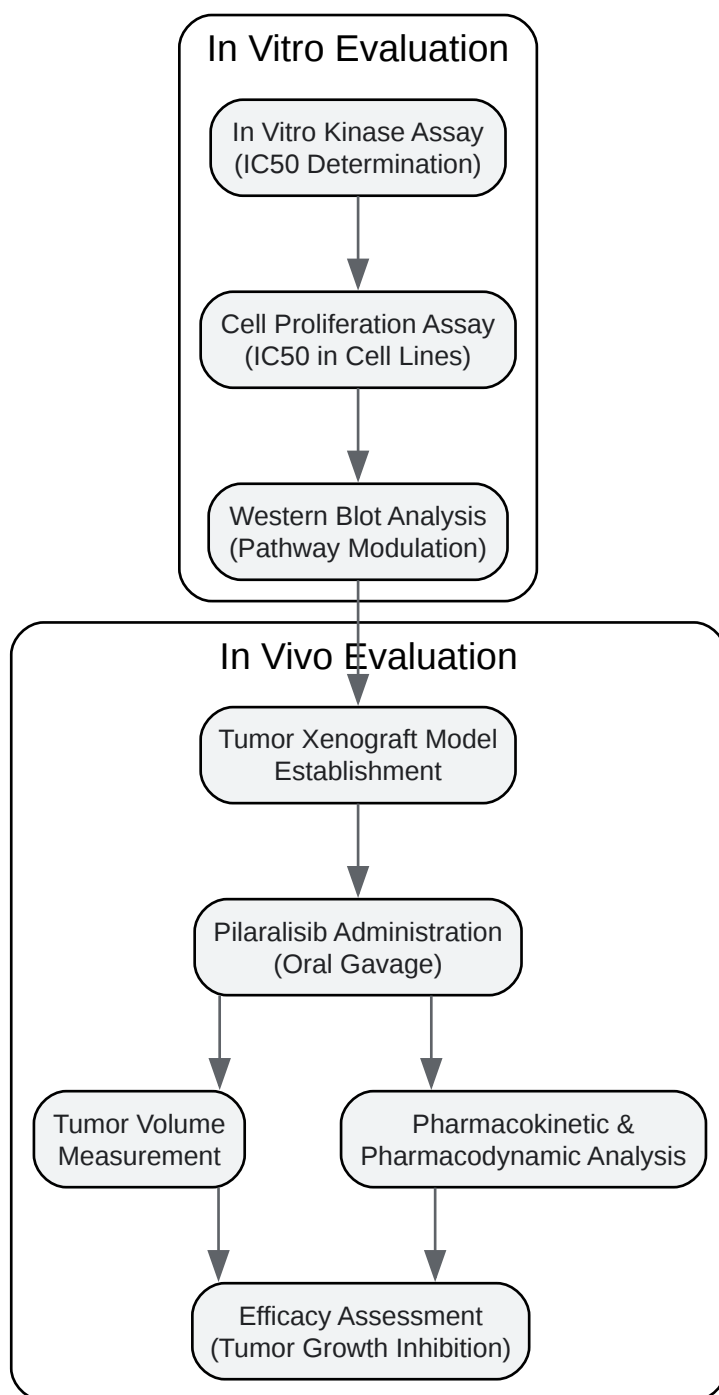 In Vitro Evaluation
In Vitro Kinase Assay
(IC50 Determination)
Cell Proliferation Assay
(IC50 in Cell Lines)
Western Blot Analysis
(Pathway Modulation)
In Vivo Evaluation
Tumor Xenograft Model
Establishment
Pilaralisib Administration
(Oral Gavage)
Tumor Volume
Measurement
Pharmacokinetic &
Pharmacodynamic Analysis
Efficacy Assessment
(Tumor Growth Inhibition)